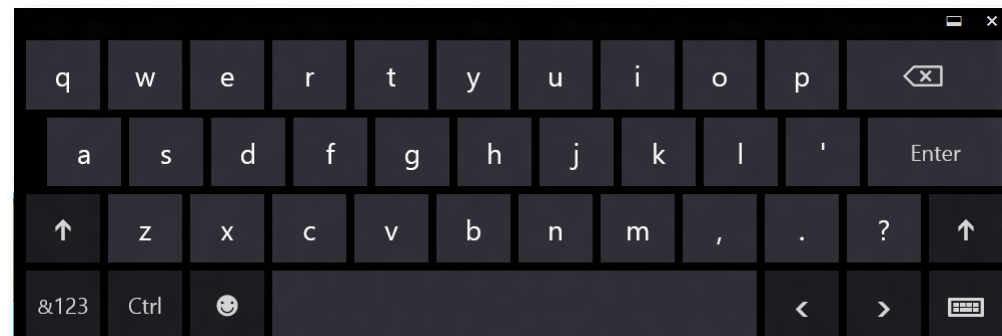 q w e r t y u i o p
a s d f g h j k l ' Enter
z x c v b n m , . ?
&123 Ctrl < >